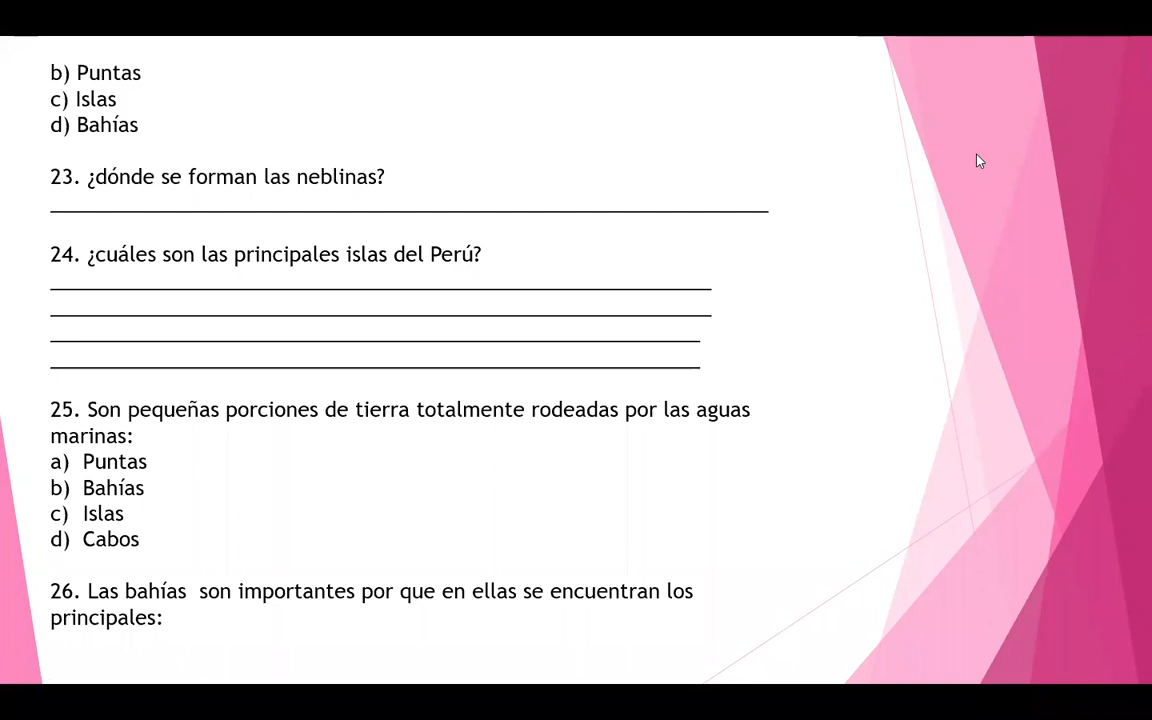 b) Puntas
c) Islas
d) Bahías
23. ¿dónde se forman las neblinas?
24. ¿cuáles son las principales islas del Perú?
25. Son pequeñas porciones de tierra totalmente rodeadas por las aguas
marinas:
a) Puntas
b) Bahías
c) Islas
d) Cabos
26. Las bahías  son importantes por que en ellas se encuentran los
principales: